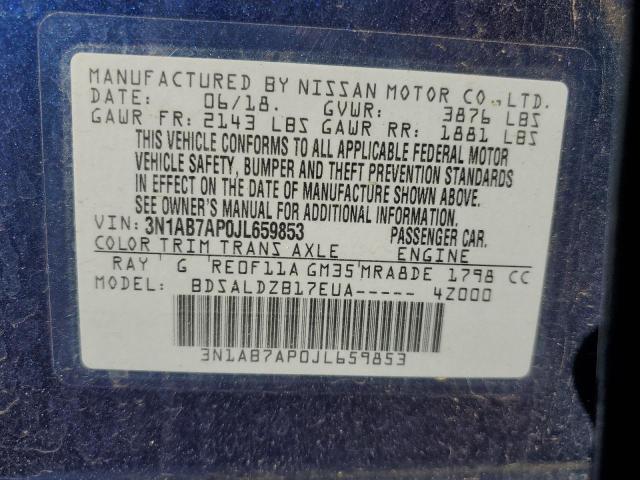 MANUFACTURED BY NISSAN MOTOR CO.,LTD.
DATE: 06/18. GVWR: 3876 LBS
GAWR FR: 2143 LBS GAWR RR: 1881 LBS
THIS VEHICLE CONFORMS TO ALL APPLICABLE FEDERAL MOTOR
VEHICLE SAFETY, BUMPER AND THEFT PREVENTION STANDARDS
IN EFFECT ON THE DATE OF MANUFACTURE SHOWN ABOVE.
SEE OWNER'S MANUAL FOR ADDITIONAL INFORMATION.
VIN: 3N1AB7AP0JL659853 PASSENGER CAR.
COLOR TRIM TRANS AXLE ENGINE
RAY G RE0F11A GM35 MRA8DE 1798 CC
MODEL: BDSALDZB17EUA----- 4Z000
3N1AB7AP0JL659853